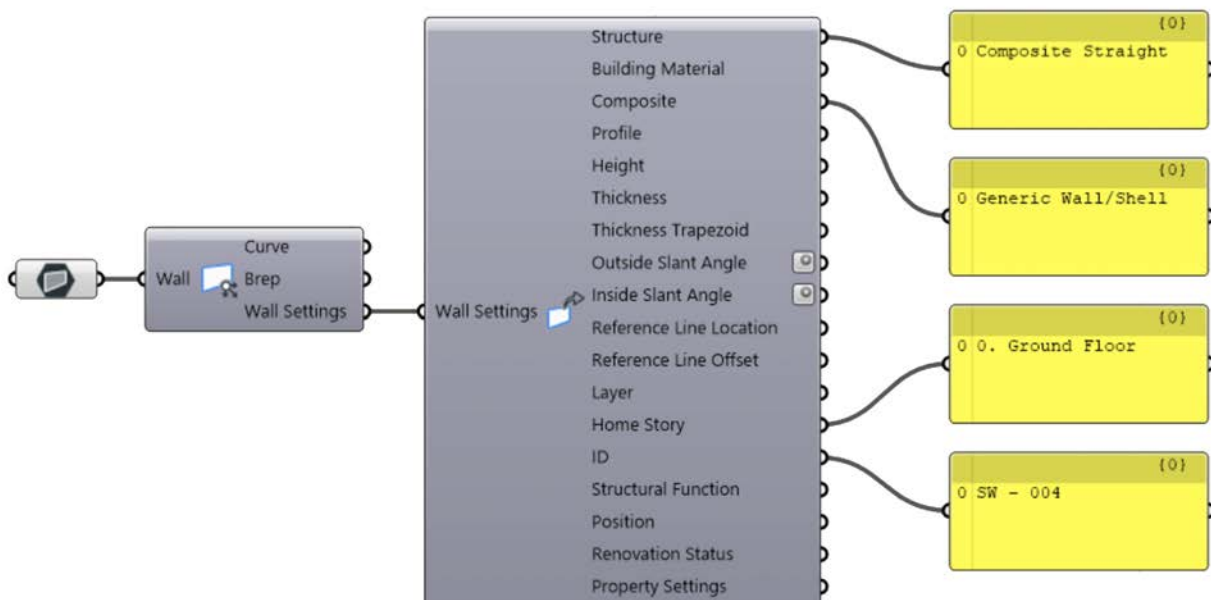 Wall
Curve
Brep
Wall Settings
Wall Settings
Structure
Building Material
Composite
Profile
Height
Thickness
Thickness Trapezoid
Outside Slant Angle
Inside Slant Angle
Reference Line Location
Reference Line Offset
Layer
Home Story
ID
Structural Function
Position
Renovation Status
Property Settings
{0}
0 Composite Straight
{0}
0 Generic Wall/Shell
{0}
0 0. Ground Floor
{0}
0 SW - 004